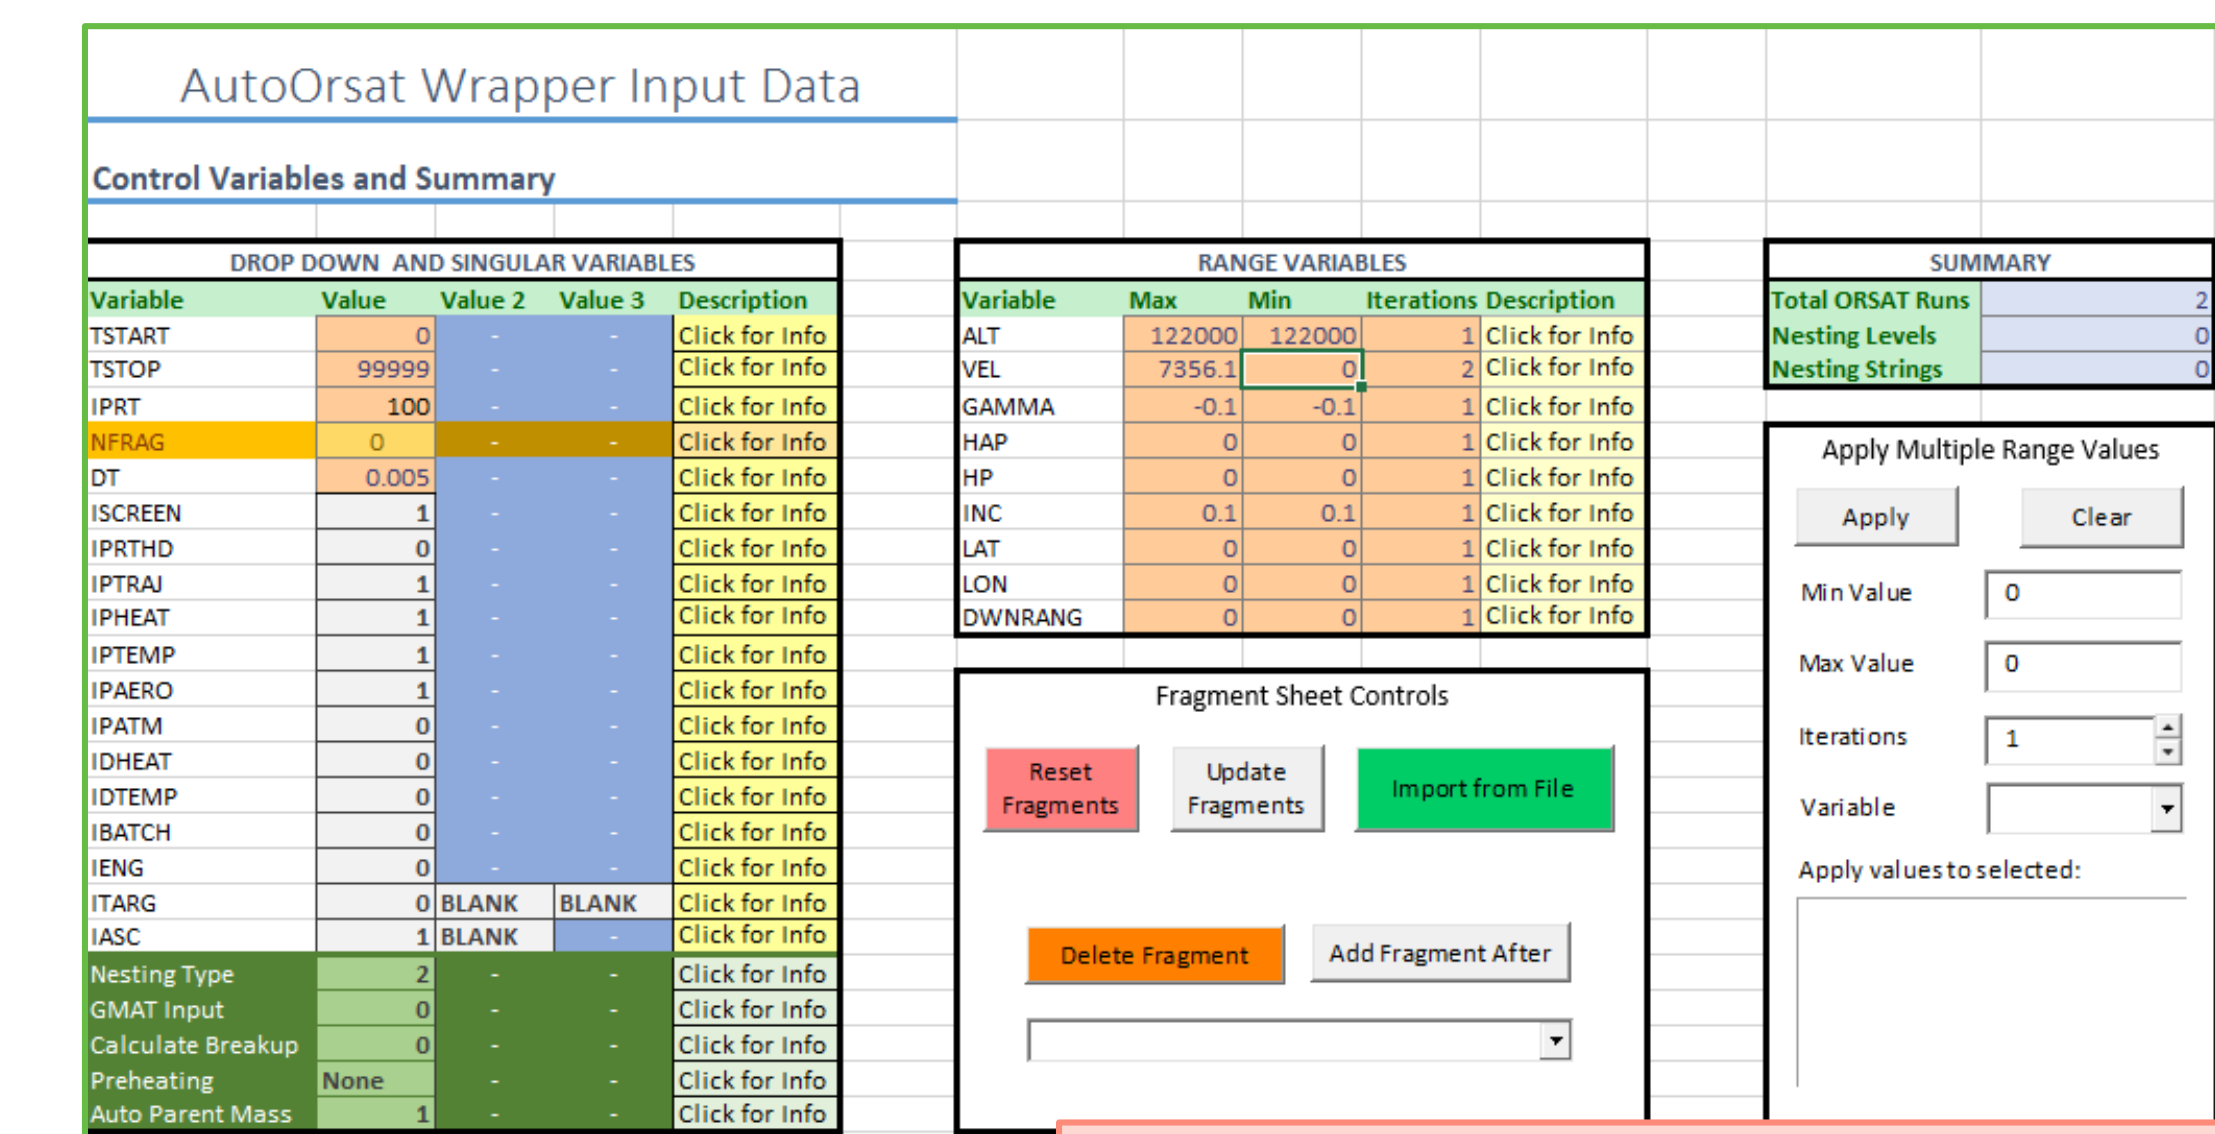 AutoOrsat Wrapper Input Data
Control Variables and Summary
DROP DOWN AND SINGULAR VARIABLES
Variable Value Value 2 Value 3 Description
TSTART 0 - - Click for Info
TSTOP 99999 - - Click for Info
IPRT 100 - - Click for Info
NFRAG 0 - - Click for Info
DT 0.005 - - Click for Info
ISCREEN 1 - - Click for Info
IPRTHD 0 - - Click for Info
IPTRAJ 1 - - Click for Info
IPHEAT 1 - - Click for Info
IPTEMP 1 - - Click for Info
IPAERO 1 - - Click for Info
IPATM 0 - - Click for Info
IDHEAT 0 - - Click for Info
IDTEMP 0 - - Click for Info
IBATCH 0 - - Click for Info
IENG 0 - - Click for Info
ITARG 0 BLANK BLANK Click for Info
IASC 1 BLANK - Click for Info
Nesting Type 2 - - Click for Info
GMAT Input 0 - - Click for Info
Calculate Breakup 0 - - Click for Info
Preheating None - - Click for Info
Auto Parent Mass 1 - - Click for Info
RANGE VARIABLES
Variable Max Min Iterations Description
ALT 122000 122000 1 Click for Info
VEL 7356.1 0 2 Click for Info
GAMMA -0.1 -0.1 1 Click for Info
HAP 0 0 1 Click for Info
HP 0 0 1 Click for Info
INC 0.1 0.1 1 Click for Info
LAT 0 0 1 Click for Info
LON 0 0 1 Click for Info
DWNRANG 0 0 1 Click for Info
Fragment Sheet Controls
Reset
Fragments
Update
Fragments
Import from File
Delete Fragment
Add Fragment After
SUMMARY
Total ORSAT Runs 2
Nesting Levels 0
Nesting Strings 0
Apply Multiple Range Values
Apply
Clear
Min Value 0
Max Value 0
Iterations 1
Variable
Apply values to selected: